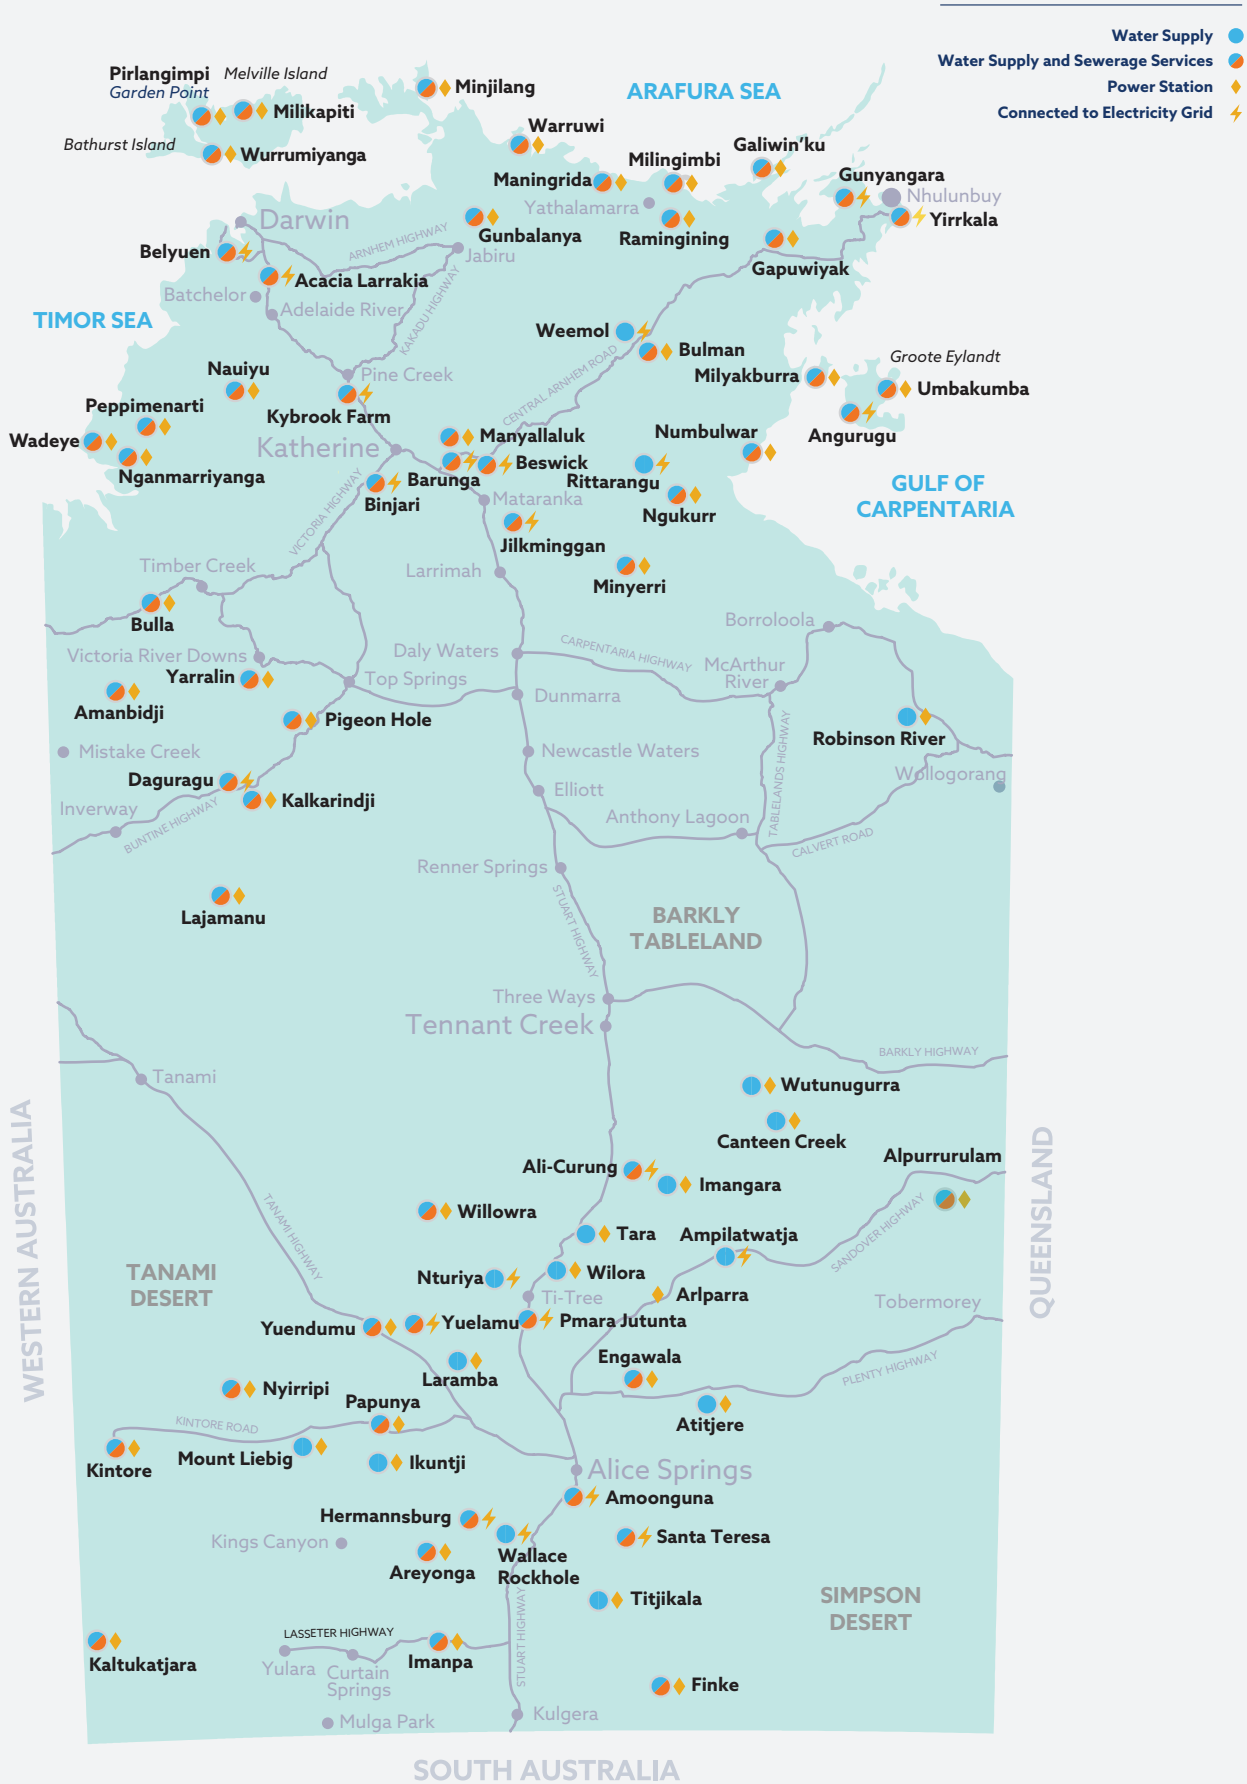 Water Supply
Water Supply and Sewerage Services
Power Station
Connected to Electricity Grid
Pirlangimpi
Melville Island
Garden Point
Milikapiti
Minjilang
ARAFURA SEA
Bathurst Island
Wurrumiyanga
Warruwi
Maningrida
Milingimbi
Galiwin’ku
Gunyangara
Nhulunbuy
Yathalamarra
Yirrkala
Darwin
Gunbalanya
Ramingining
Gapuwiyak
ARNHEM HIGHWAY
Jabiru
Belyuen
Acacia Larrakia
Batchelor
Adelaide River
KAKADU HIGHWAY
TIMOR SEA
Weemol
Bulman
CENTRAL ARNHEM ROAD
Milyakburra
Groote Eylandt
Umbakumba
Angurugu
Nauiyu
Pine Creek
Kybrook Farm
Peppimenarti
Wadeye
Nganmarriyanga
Katherine
Manyallaluk
Beswick
Barunga
Numbulwar
Rittarangu
Ngukurr
GULF OF
CARPENTARIA
Binjari
VICTORIA HIGHWAY
Mataranka
Jilkminggan
Minyerri
Timber Creek
Larrimah
Bulla
Borroloola
Victoria River Downs
Daly Waters
CARPENTARIA HIGHWAY
McArthur
River
Yarralin
Top Springs
Dunmarra
Amanbidji
Pigeon Hole
Robinson River
Mistake Creek
Newcastle Waters
TABLELANDS HIGHWAY
Wollogorang
Daguragu
Kalkarindji
Elliott
Inverway
BUNTINE HIGHWAY
Anthony Lagoon
CALVERT ROAD
Renner Springs
Lajamanu
STUART HIGHWAY
BARKLY
TABLELAND
Three Ways
Tennant Creek
BARKLY HIGHWAY
Tanami
Wutunugurra
Canteen Creek
WESTERN AUSTRALIA
QUEENSLAND
Ali-Curung
Imangara
Alpurrurulam
Willowra
TANAMI HIGHWAY
Tara
Ampilatwatja
SANDOVER HIGHWAY
TANAMI
DESERT
Nturiya
Wilora
Ti-Tree
Arlparra
Tobermorey
Yuendumu
Yuelamu
Pmara Jutunta
Laramba
Engawala
PLENTY HIGHWAY
Nyirripi
Papunya
Atitjere
KINTORE ROAD
Kintore
Mount Liebig
Ikuntji
Alice Springs
Amoonguna
Hermannsburg
Santa Teresa
Kings Canyon
Wallace
Rockhole
Areyonga
Titjikala
SIMPSON
DESERT
STUART HIGHWAY
LASSETER HIGHWAY
Kaltukatjara
Yulara
Curtain
Springs
Imanpa
Finke
Mulga Park
Kulgera
SOUTH AUSTRALIA